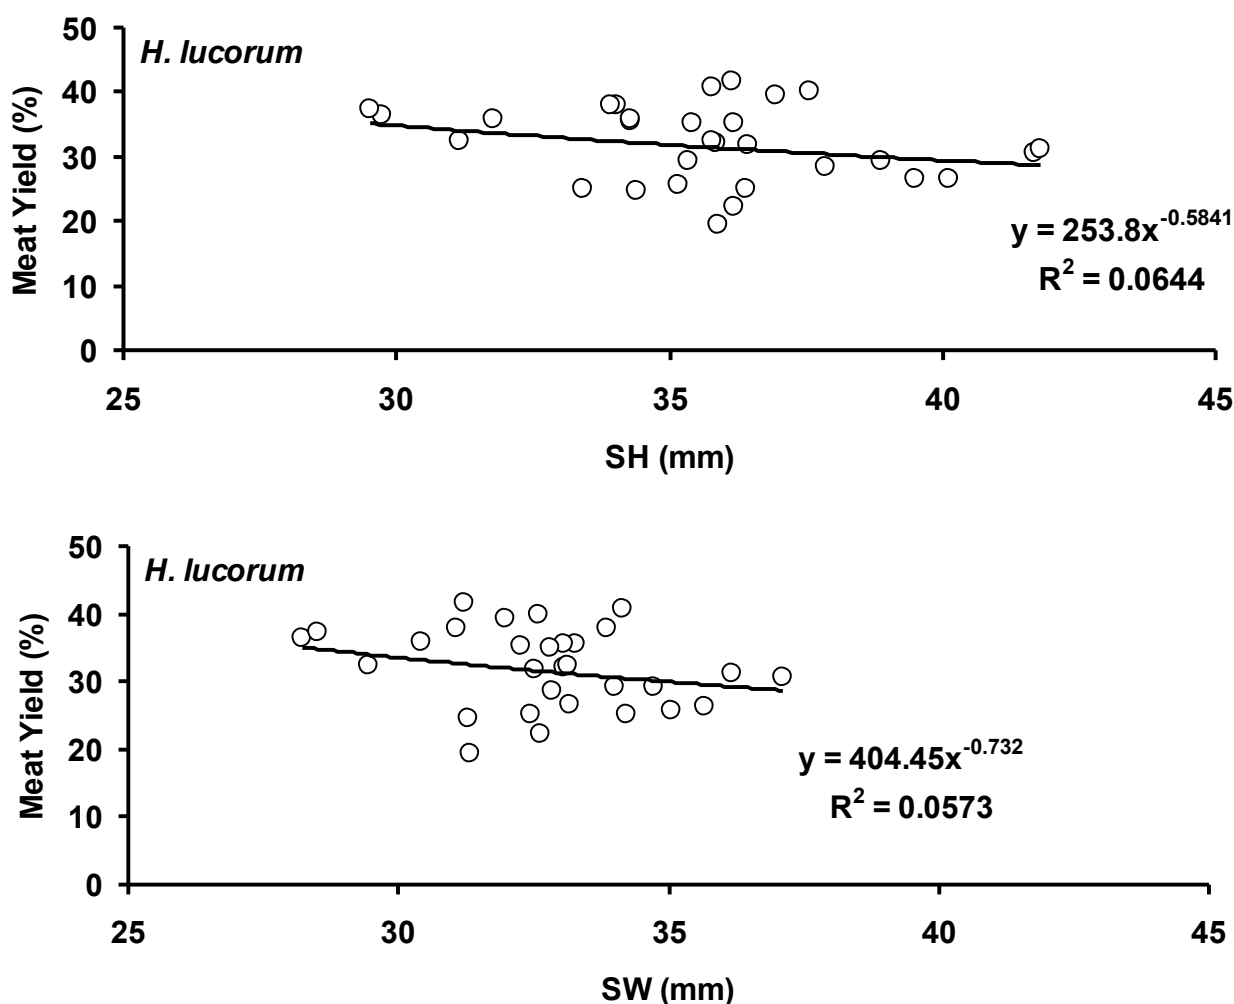 50
H. lucorum
40
30
20
10
0
Meat Yield (%)
y = 253.8x^-0.5841
R^2 = 0.0644
25 30 35 40 45
SH (mm)
50
H. lucorum
40
30
20
10
0
Meat Yield (%)
y = 404.45x^-0.732
R^2 = 0.0573
25 30 35 40 45
SW (mm)